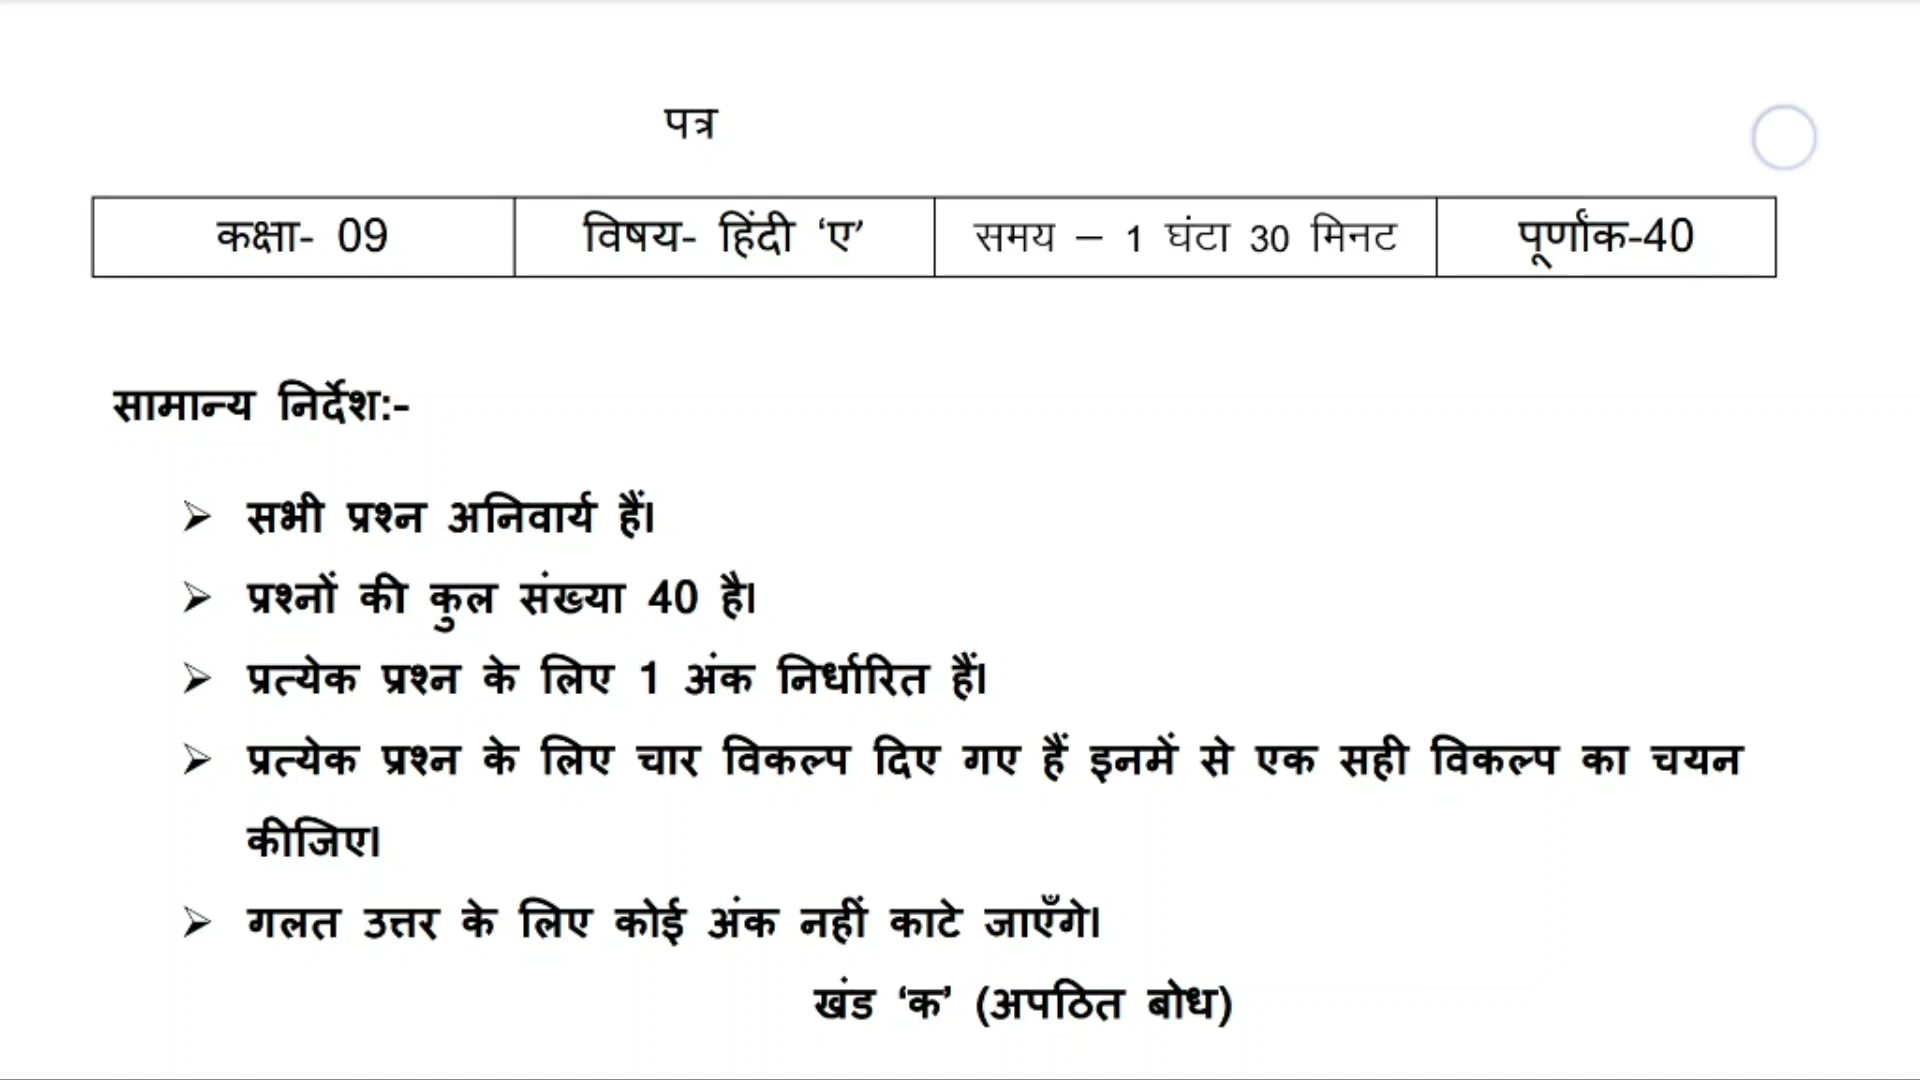 पत्र
कक्षा- 09 विषय- हिंदी ‘ए’ समय – 1 घंटा 30 मिनट पूर्णांक-40
सामान्य निर्देश:-
➢ सभी प्रश्न अनिवार्य हैं।
➢ प्रश्नों की कुल संख्या 40 है।
➢ प्रत्येक प्रश्न के लिए 1 अंक निर्धारित हैं।
➢ प्रत्येक प्रश्न के लिए चार विकल्प दिए गए हैं इनमें से एक सही विकल्प का चयन
कीजिए।
➢ गलत उत्तर के लिए कोई अंक नहीं काटे जाएँगे।
खंड ‘क’ (अपठित बोध)